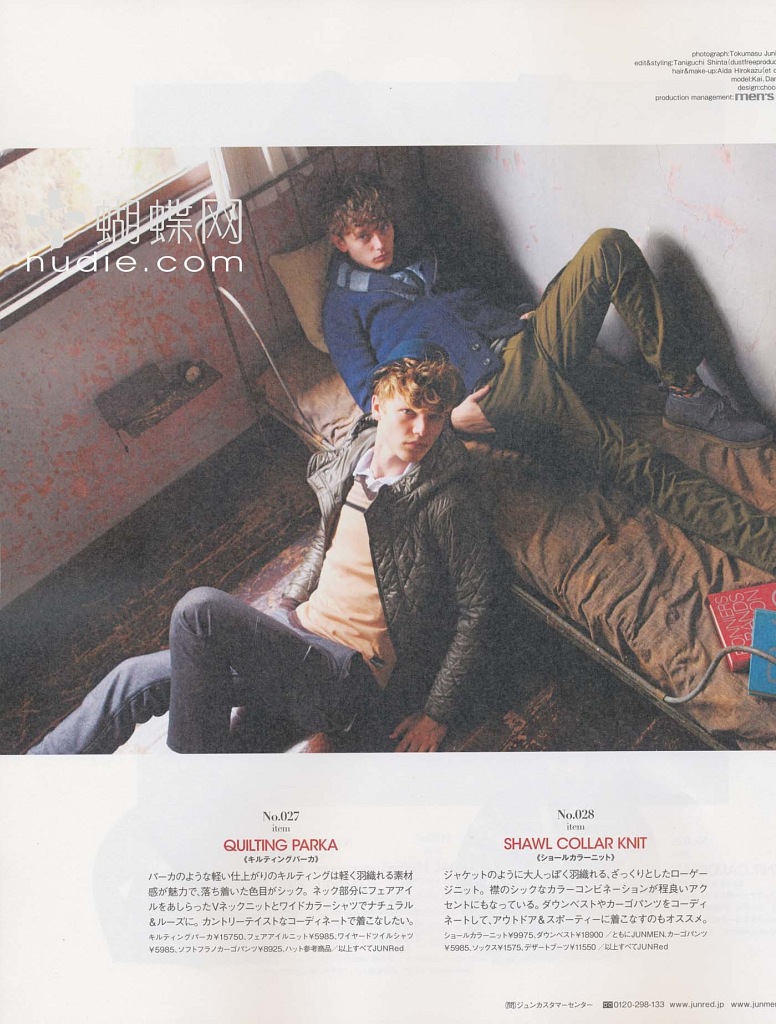 photograph:Tokumasu Juni
edit&styling:Taniguchi Shinta(dustfreeproduc
hair&make-up:Aida Hirokazu(et c
model:Kai, Dan
design:choc
production management:men's
蝴蝶网
nudie.com
BONNERS
BRANDS
No.027
item
QUILTING PARKA
《キルティングパーカ》
パーカのような軽い仕上がりのキルティングは軽く羽織れる素材
感が魅力で、落ち着いた色目がシック。ネック部分にフェアアイ
ルをあしらったVネックニットとワイドカラーシャツでナチュラル
&ルーズに。カントリーテイストなコーディネートで着こなしたい。
キルティングパーカ¥15750、フェアアイルニット¥5985、ワイヤードツイルシャツ
¥5985、ソフトフラノカーゴパンツ¥8925、ハット参考商品／以上すべてJUNRed
No.028
item
SHAWL COLLAR KNIT
《ショールカラーニット》
ジャケットのように大人っぽく羽織れる、ざっくりとしたローゲー
ジニット。襟のシックなカラーコンビネーションが程良いアク
セントにもなっている。ダウンベストやカーゴパンツをコーディ
ネートして、アウトドア&スポーティーに着こなすのもオススメ。
ショールカラーニット¥9975、ダウンベスト¥18900／ともにJUNMEN、カーゴパンツ
¥5985、ソックス¥1575、デザートブーツ¥11550／以上すべてJUNRed
(問)ジュンカスタマーセンター 0120-298-133 www.junred.jp www.junmen